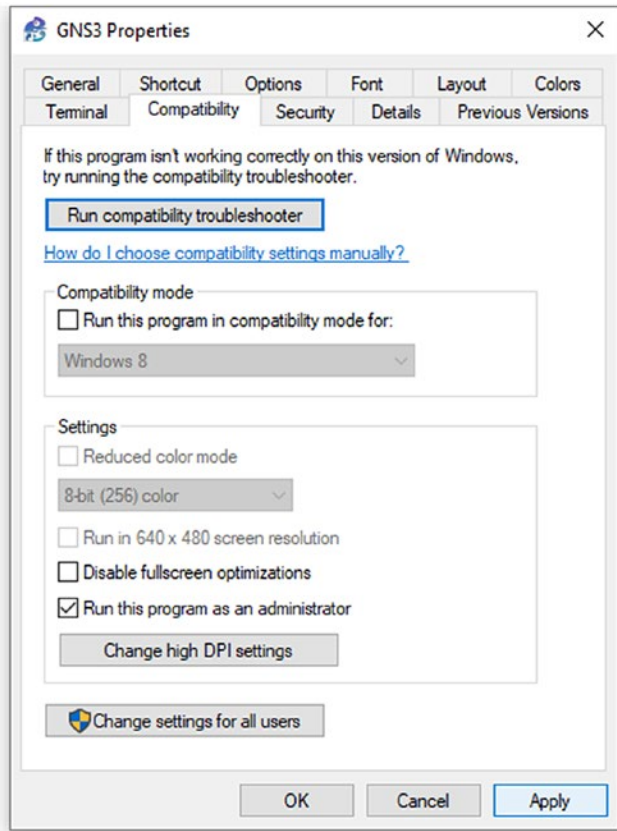 GNS3 Properties
General Shortcut Options Font Layout Colors
Terminal Compatibility Security Details Previous Versions
If this program isn't working correctly on this version of Windows,
try running the compatibility troubleshooter.
Run compatibility troubleshooter
How do I choose compatibility settings manually?
Compatibility mode
Run this program in compatibility mode for:
Windows 8
Settings
Reduced color mode
8-bit (256) color
Run in 640 x 480 screen resolution
Disable fullscreen optimizations
Run this program as an administrator
Change high DPI settings
Change settings for all users
OK Cancel Apply